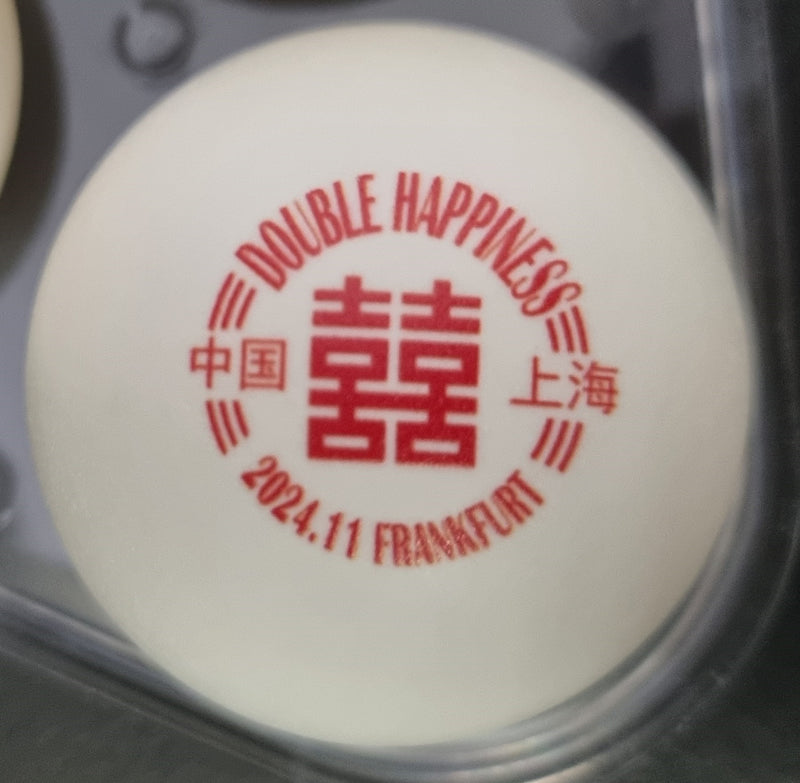 DOUBLE HAPPINESS
囍
中国
上海
2024.11 FRANKFURT